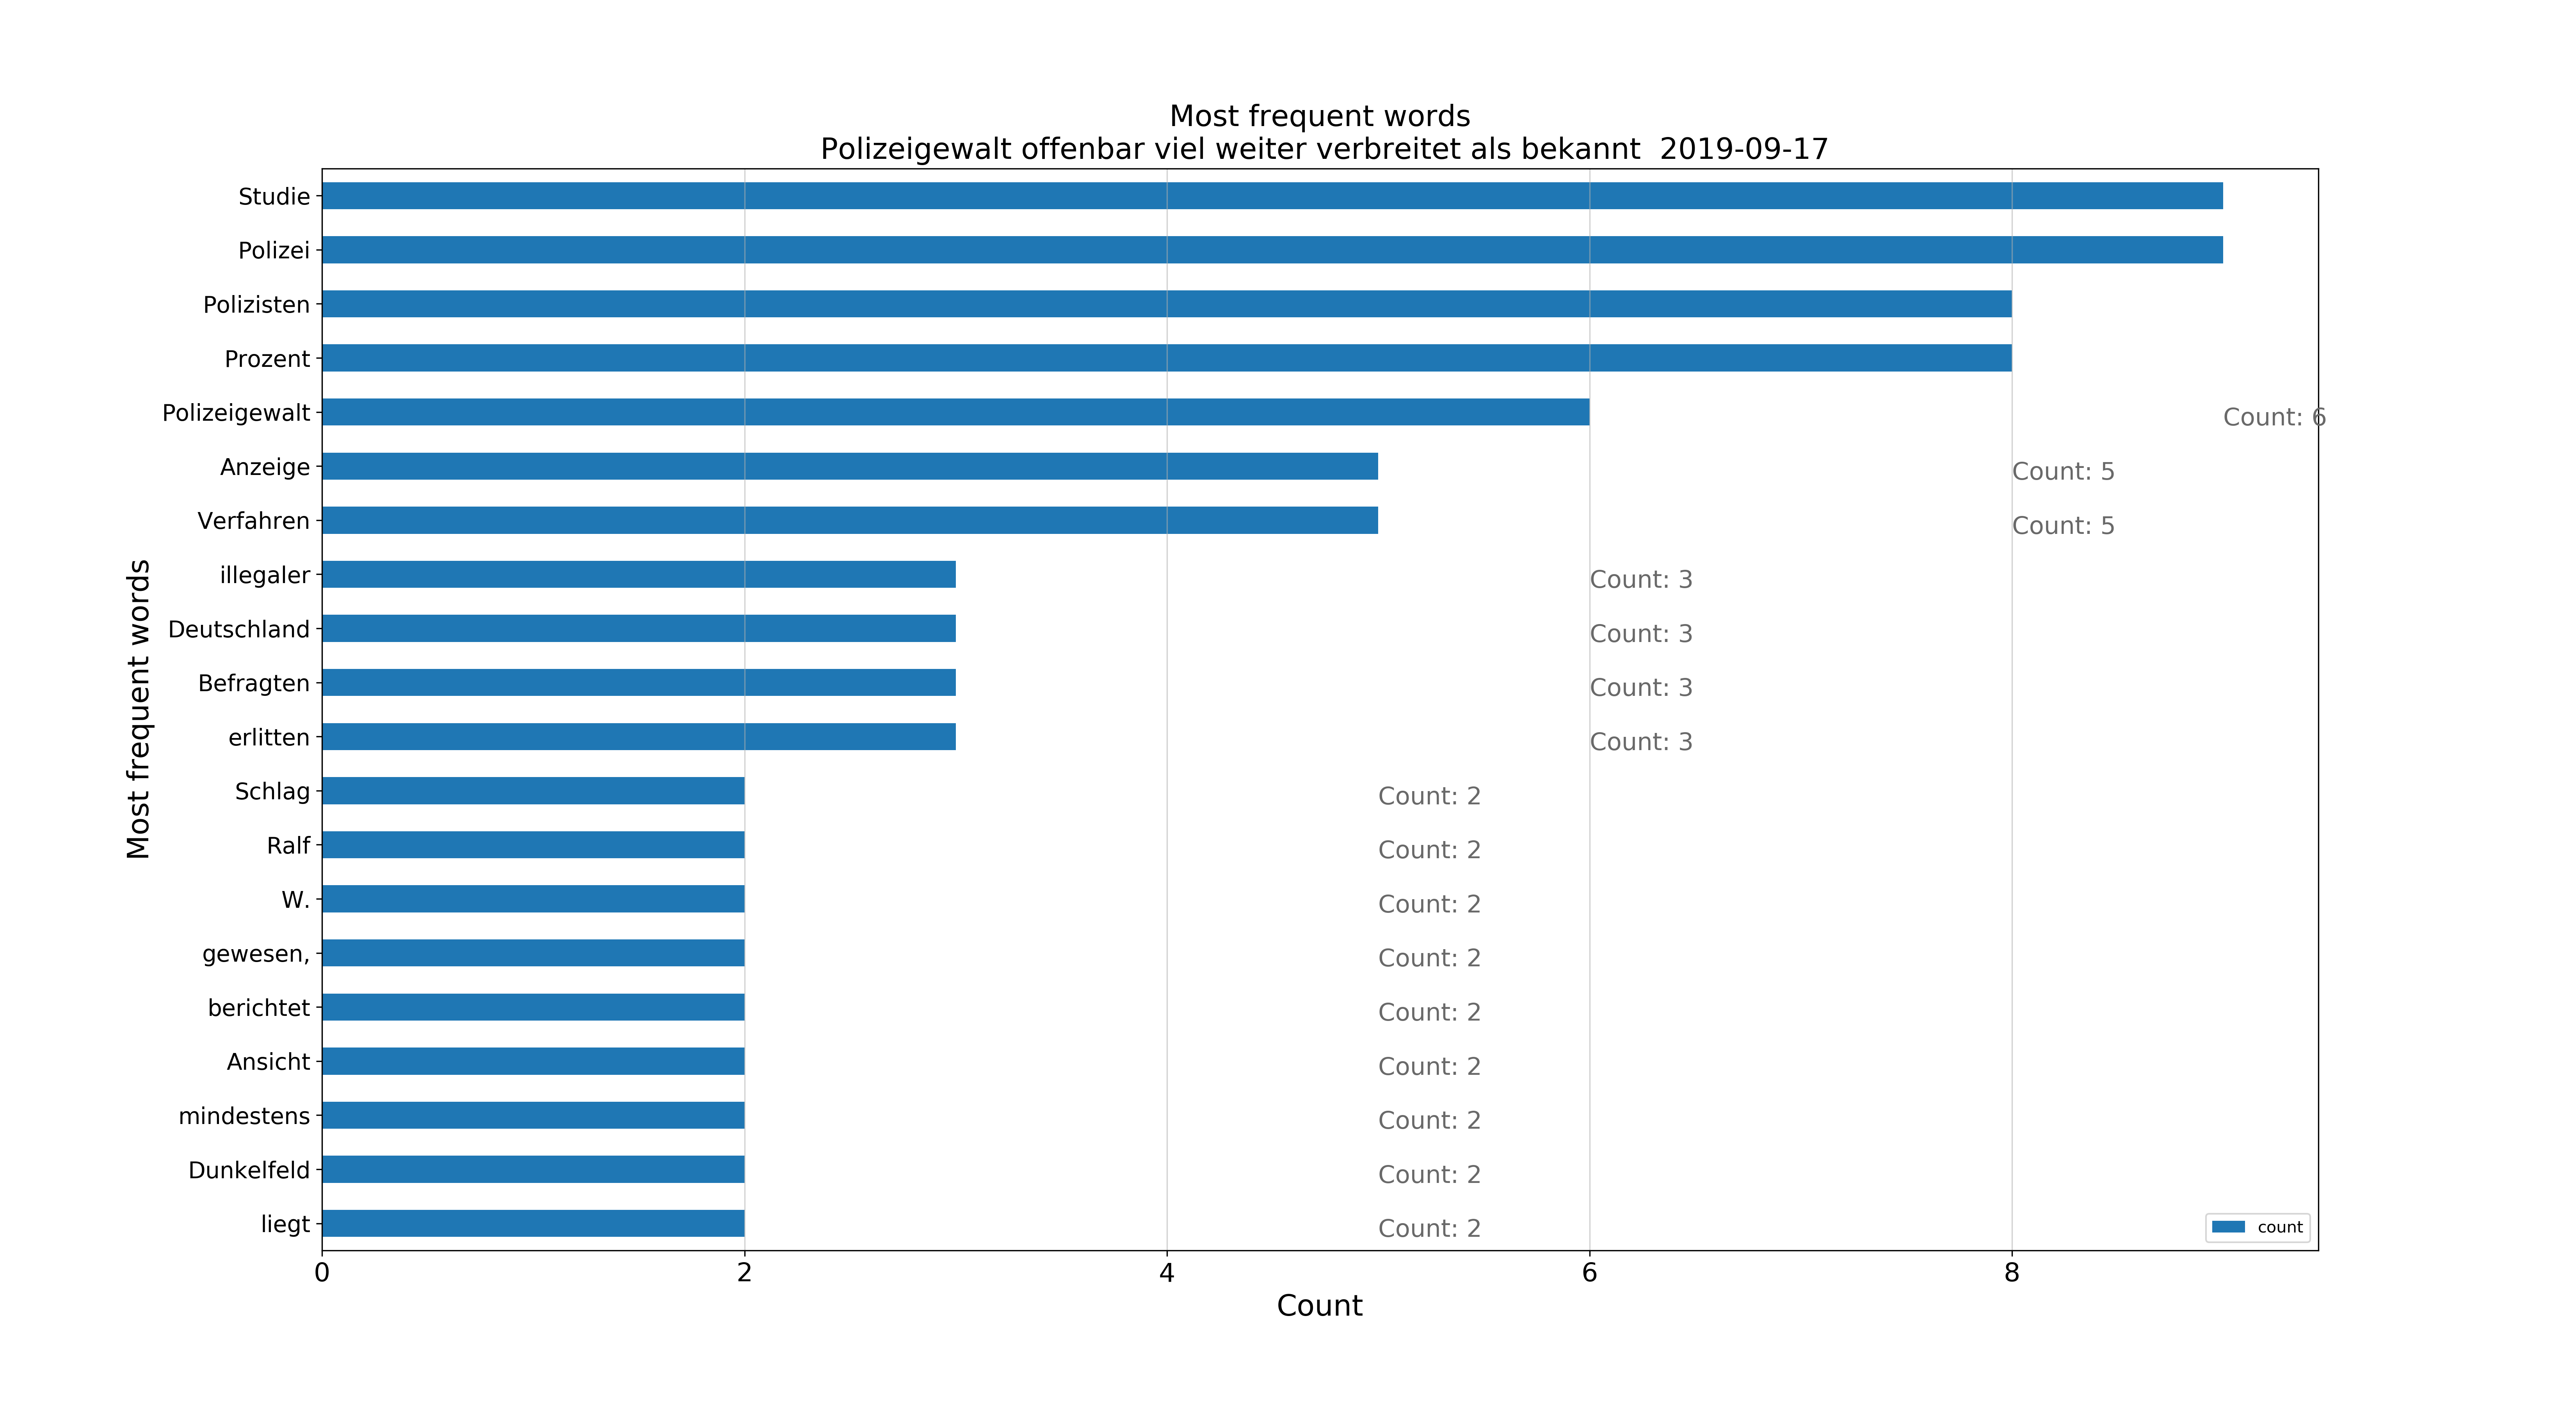 Most frequent words
Polizeigewalt offenbar viel weiter verbreitet als bekannt 2019-09-17
Most frequent words
Studie
Polizei
Polizisten
Prozent
Polizeigewalt Count: 6
Anzeige Count: 5
Verfahren Count: 5
illegaler Count: 3
Deutschland Count: 3
Befragten Count: 3
erlitten Count: 3
Schlag Count: 2
Ralf Count: 2
W. Count: 2
gewesen, Count: 2
berichtet Count: 2
Ansicht Count: 2
mindestens Count: 2
Dunkelfeld Count: 2
liegt Count: 2
count
0 2 4 6 8
Count